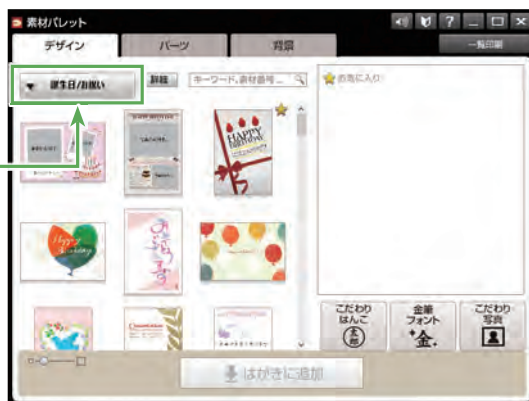 素材パレット
デザイン
パーツ
背景
一覧印刷
誕生日/お祝い
詳細
キーワード、素材番号...
お気に入り
HAPPY BIRTHDAY
Happy Birthday
おめでとう
こだわり はんこ
太郎
金筆 フォント
金
こだわり 写真
はがきに追加